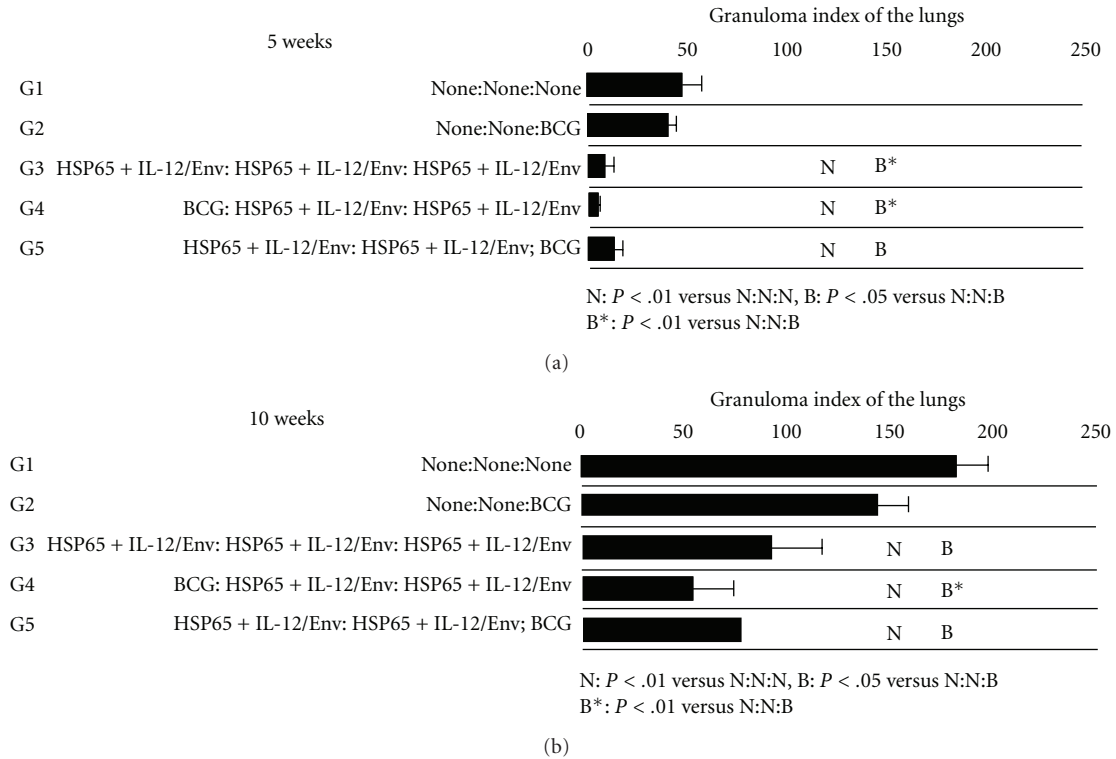 Granuloma index of the lungs
5 weeks
0 50 100 150 200 250
G1 None:None:None
G2 None:None:BCG
G3 HSP65 + IL-12/Env: HSP65 + IL-12/Env: HSP65 + IL-12/Env N B*
G4 BCG: HSP65 + IL-12/Env: HSP65 + IL-12/Env N B*
G5 HSP65 + IL-12/Env: HSP65 + IL-12/Env; BCG N B
N: P < .01 versus N:N:N, B: P < .05 versus N:N:B
B*: P < .01 versus N:N:B
(a)
Granuloma index of the lungs
10 weeks
0 50 100 150 200 250
G1 None:None:None
G2 None:None:BCG
G3 HSP65 + IL-12/Env: HSP65 + IL-12/Env: HSP65 + IL-12/Env N B
G4 BCG: HSP65 + IL-12/Env: HSP65 + IL-12/Env N B*
G5 HSP65 + IL-12/Env: HSP65 + IL-12/Env; BCG N B
N: P < .01 versus N:N:N, B: P < .05 versus N:N:B
B*: P < .01 versus N:N:B
(b)